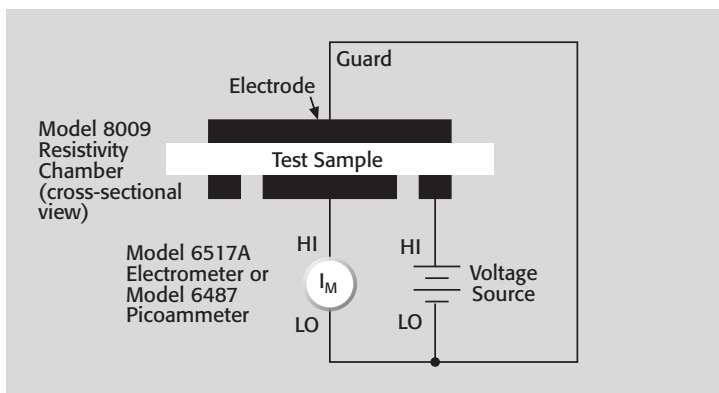 Guard
Electrode
Model 8009
Resistivity
Chamber
(cross-sectional
view)
Test Sample
Model 6517A
Electrometer or
Model 6487
Picoammeter
HI
IM
LO
HI
LO
Voltage
Source